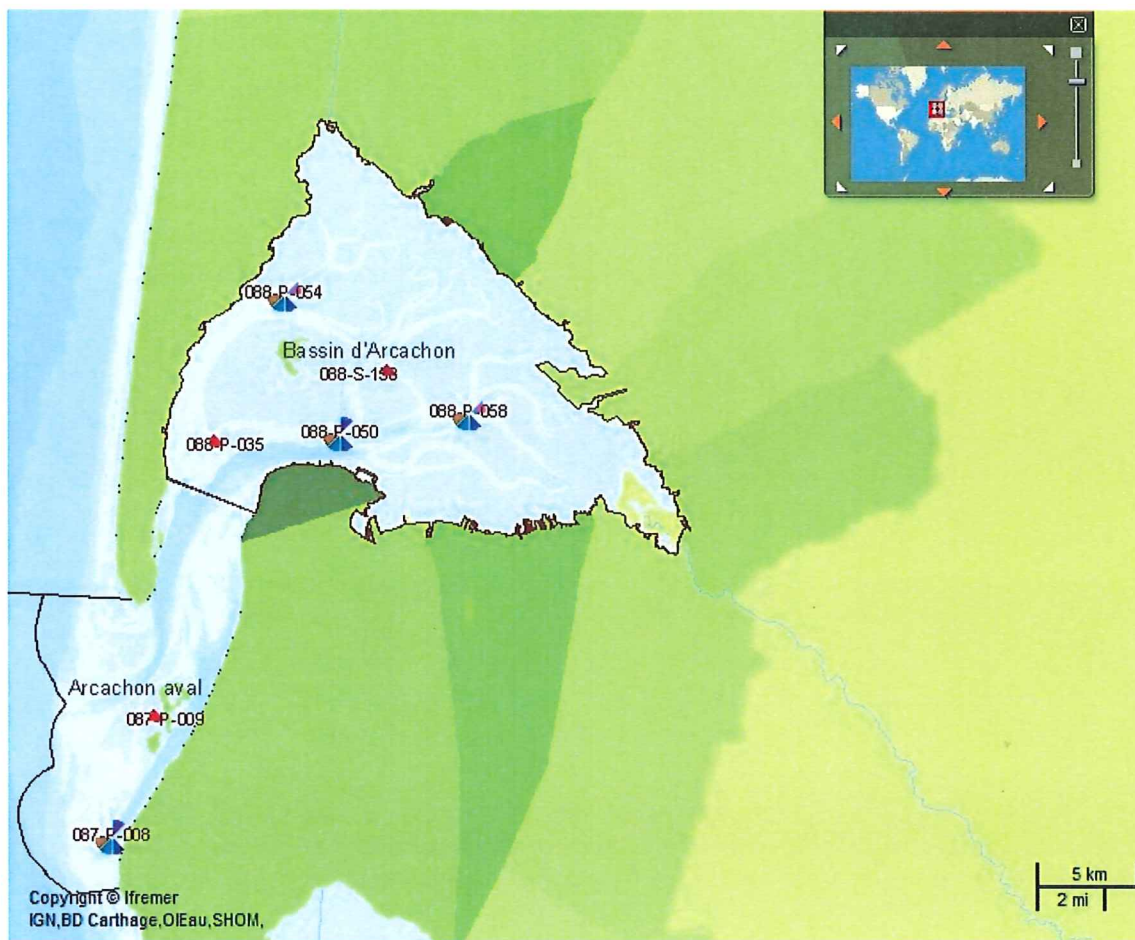 088-P-054
Bassin d'Arcachon
088-S-193
088-P-058
088-P-050
088-P-035
Arcachon aval
087-P-009
087-P-008
5 km
2 mi
Copyright © Ifremer
IGN,BD Carthage,OIEau,SHOM,